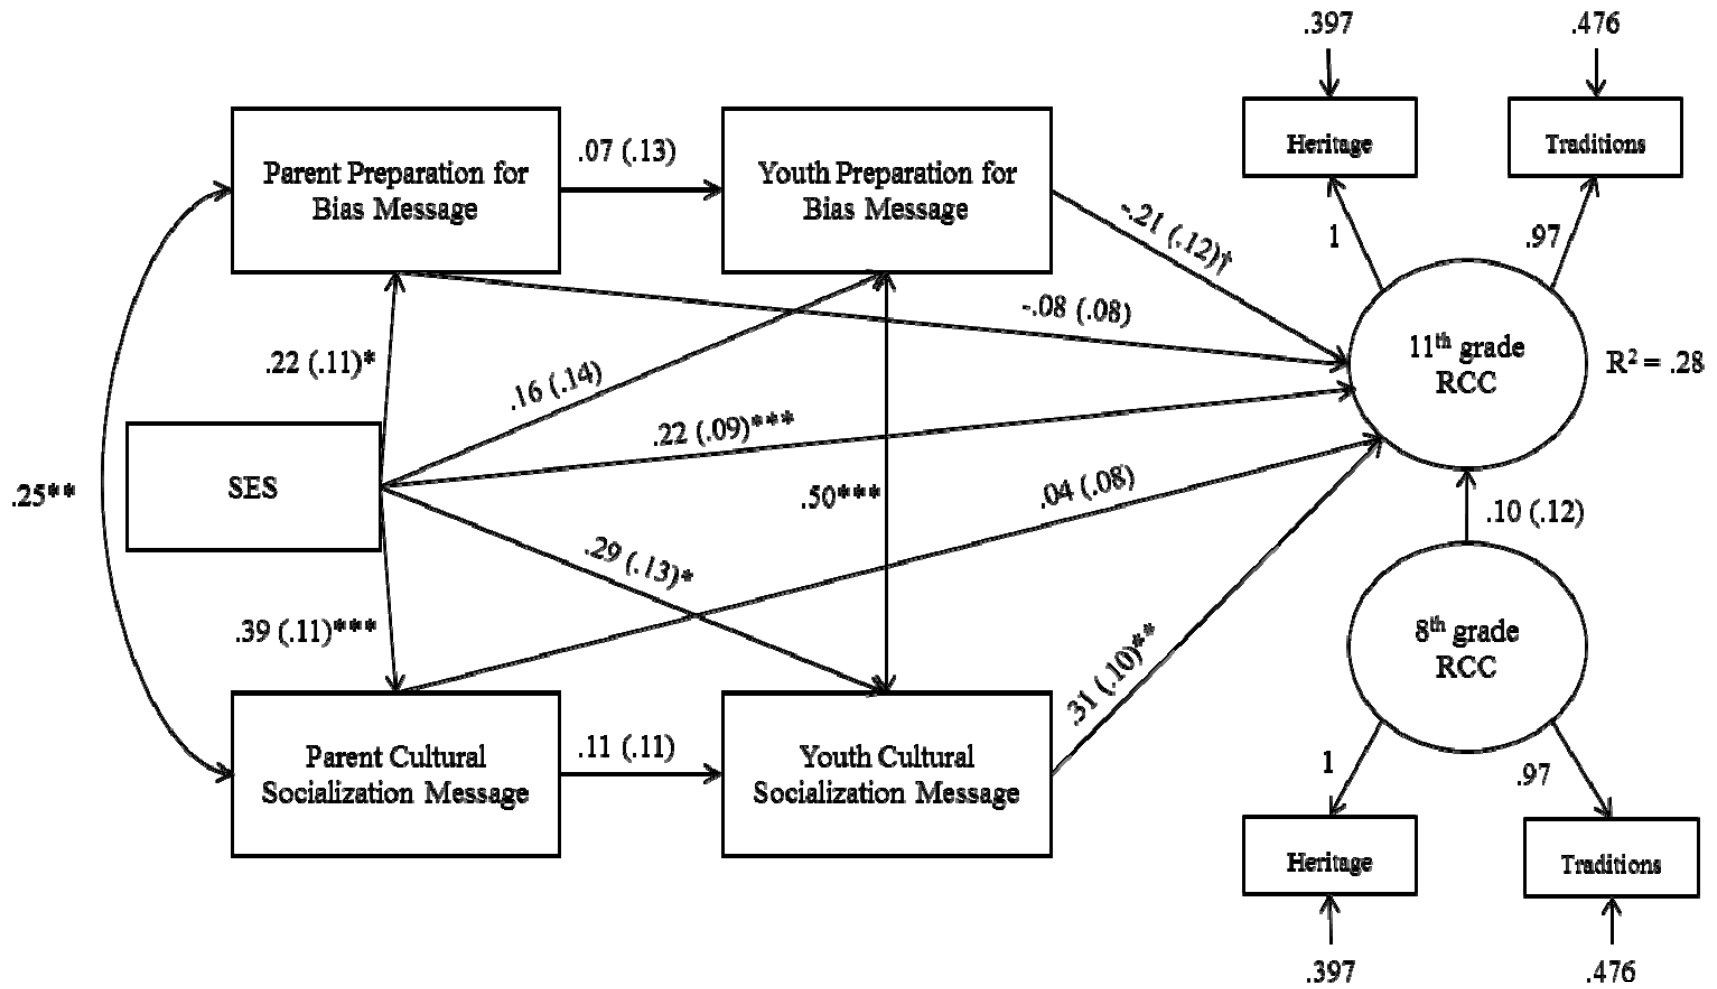 .397
.476
Heritage
Traditions
.07 (.13)
Parent Preparation for
Bias Message
Youth Preparation for
Bias Message
-.21 (.12)†
1
.97
-.08 (.08)
11th grade
RCC
R² = .28
.22 (.11)*
.16 (.14)
.22 (.09)***
SES
.25**
.50***
.04 (.08)
.10 (.12)
.29 (.13)*
.39 (.11)***
.31 (.10)**
8th grade
RCC
.11 (.11)
Parent Cultural
Socialization Message
Youth Cultural
Socialization Message
1
.97
Heritage
Traditions
.397
.476